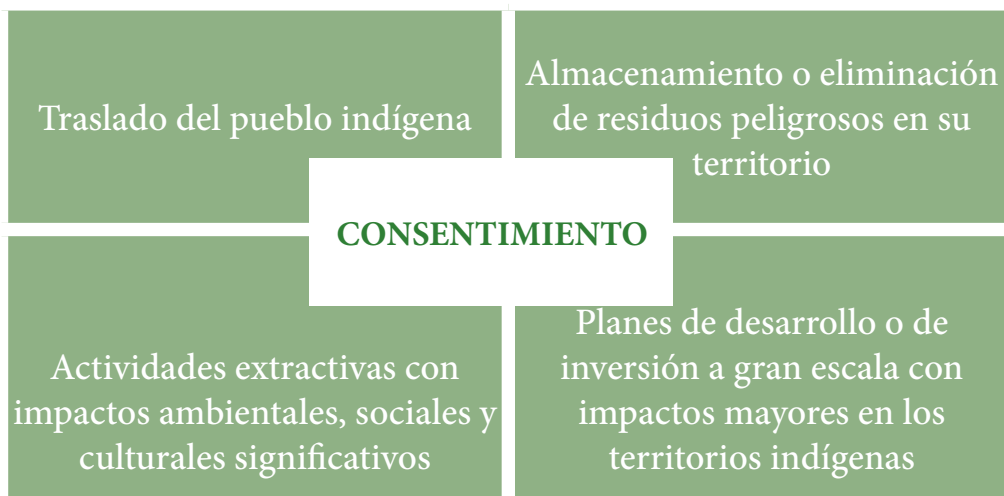 Traslado del pueblo indígena
Almacenamiento o eliminación
de residuos peligrosos en su
territorio
CONSENTIMIENTO
Actividades extractivas con
impactos ambientales, sociales y
culturales significativos
Planes de desarrollo o de
inversión a gran escala con
impactos mayores en los
territorios indígenas